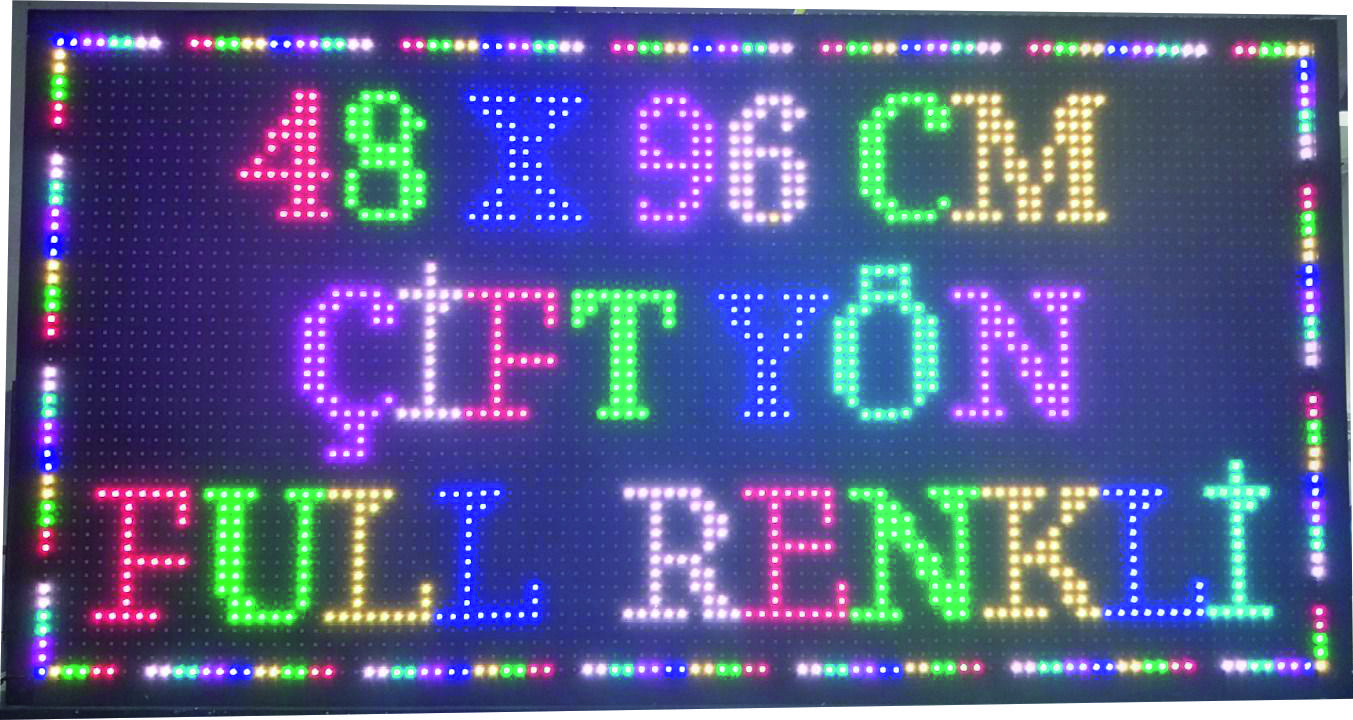 48 X 96 CM
ÇİFT YÖN
FULL RENKLİ